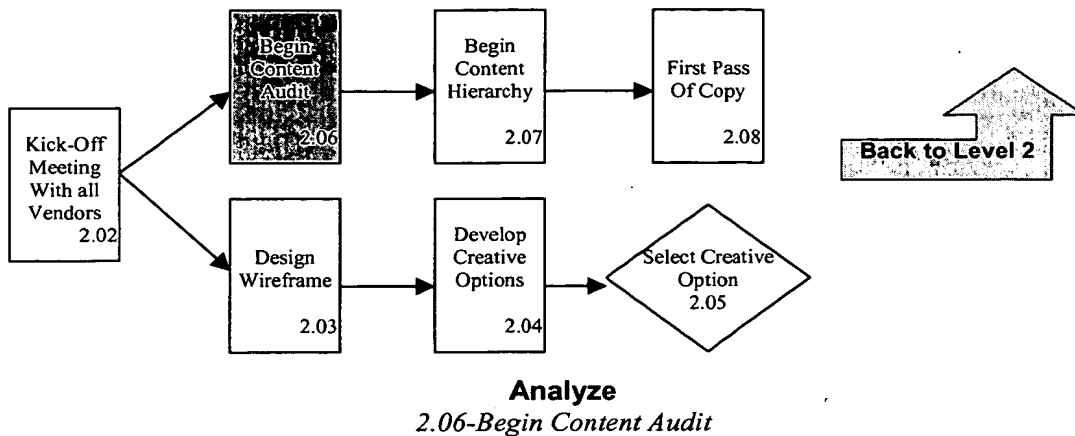 Kick-Off
Meeting
With all
Vendors
2.02
Begin
Content
Audit
2.06
Begin
Content
Hierarchy
2.07
First Pass
Of Copy
2.08
Back to Level 2
Design
Wireframe
2.03
Develop
Creative
Options
2.04
Select Creative
Option
2.05
Analyze
2.06-Begin Content Audit